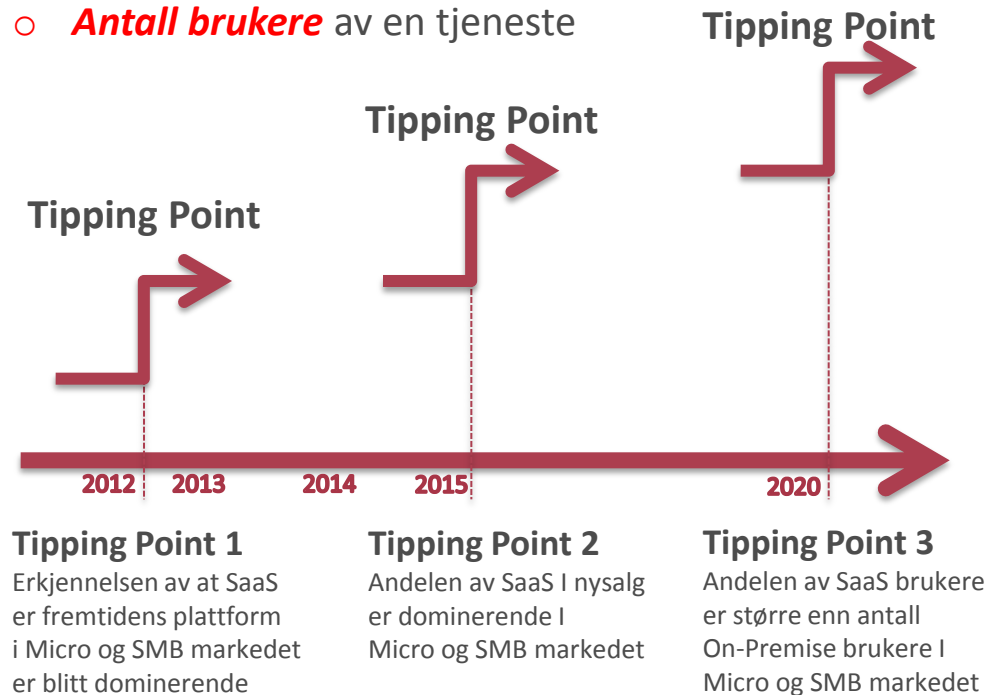 o Antall brukere av en tjeneste
Tipping Point
Tipping Point
Tipping Point
2012 2013 2014 2015 2020
Tipping Point 1
Erkjennelsen av at SaaS
er fremtidens plattform
i Micro og SMB markedet
er blitt dominerende
Tipping Point 2
Andelen av SaaS I nysalg
er dominerende I
Micro og SMB markedet
Tipping Point 3
Andelen av SaaS brukere
er større enn antall
On-Premise brukere I
Micro og SMB markedet